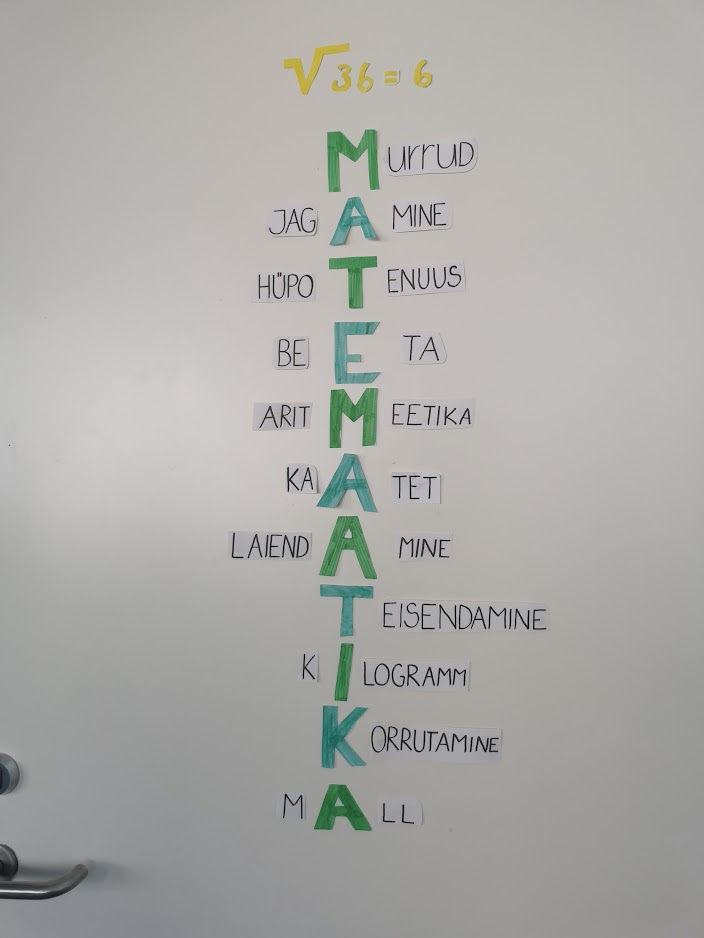 √36 = 6
MURRUD
JAGAMINE
HÜPOTENUUS
BEETA
ARITMEETIKA
KAATET
LAIENDAMINE
TEISENDAMINE
KILOGRAMM
KORRUTAMINE
MALL